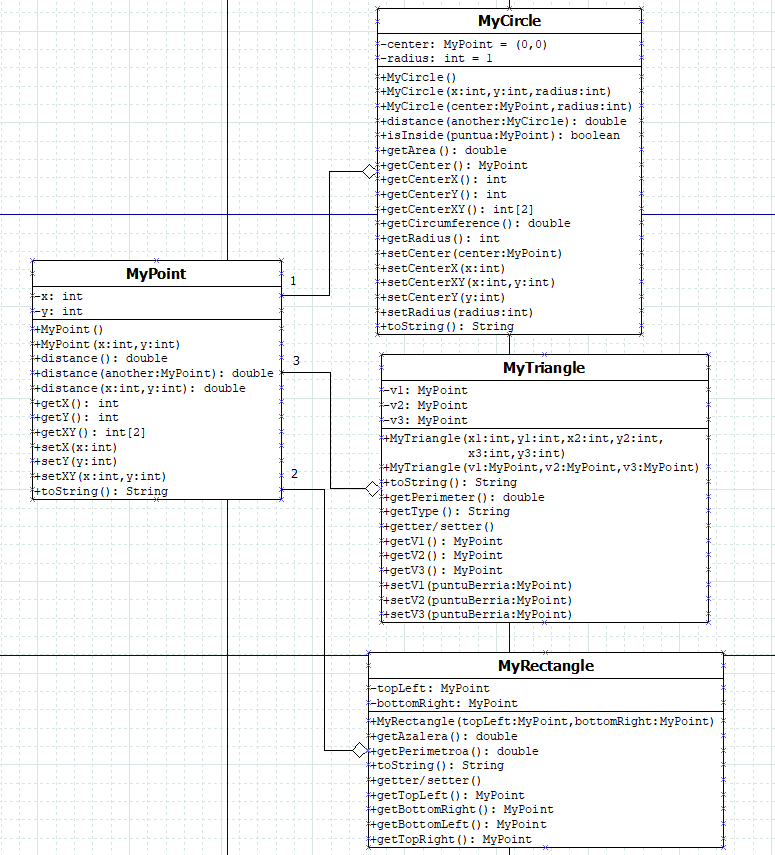 MyCircle
-center: MyPoint = (0,0)
-radius: int = 1
+MyCircle()
+MyCircle(x:int,y:int,radius:int)
+MyCircle(center:MyPoint,radius:int)
+distance(another:MyCircle): double
+isInside(puntua:MyPoint): boolean
+getArea(): double
+getCenter(): MyPoint
+getCenterX(): int
+getCenterY(): int
+getCenterXY(): int[2]
+getCircumference(): double
+getRadius(): int
+setCenter(center:MyPoint)
+setCenterX(x:int)
+setCenterXY(x:int,y:int)
+setCenterY(y:int)
+setRadius(radius:int)
+toString(): String
MyPoint
-x: int
-y: int
+MyPoint()
+MyPoint(x:int,y:int)
+distance(): double
+distance(another:MyPoint): double
+distance(x:int,y:int): double
+getX(): int
+getY(): int
+getXY(): int[2]
+setX(x:int)
+setY(y:int)
+setXY(x:int,y:int)
+toString(): String
1
3
2
MyTriangle
-v1: MyPoint
-v2: MyPoint
-v3: MyPoint
+MyTriangle(x1:int,y1:int,x2:int,y2:int,
x3:int,y3:int)
+MyTriangle(v1:MyPoint,v2:MyPoint,v3:MyPoint)
+toString(): String
+getPerimeter(): double
+getType(): String
+getter/setter()
+getV1(): MyPoint
+getV2(): MyPoint
+getV3(): MyPoint
+setV1(puntuBerria:MyPoint)
+setV2(puntuBerria:MyPoint)
+setV3(puntuBerria:MyPoint)
MyRectangle
-topLeft: MyPoint
-bottomRight: MyPoint
+MyRectangle(topLeft:MyPoint,bottomRight:MyPoint)
+getAzalera(): double
+getPerimetroa(): double
+toString(): String
+getter/setter()
+getTopLeft(): MyPoint
+getBottomRight(): MyPoint
+getBottomLeft(): MyPoint
+getTopRight(): MyPoint